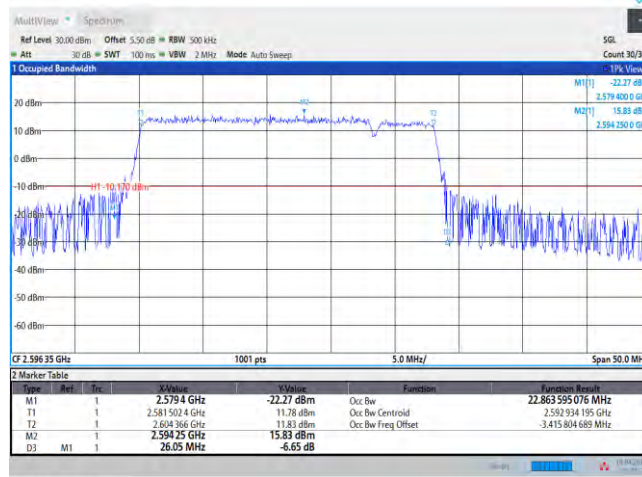 MultiView Spectrum
Ref Level 30.00 dBm Offset 5.50 dB RBW 500 kHz SGL
Att 30 dB SWT 100 ms VBW 2 MHz Mode Auto Sweep Count 30/3
1 Occupied Bandwidth 1Pk View
M1[1] -22.27 dB
2.579 400 0 G
M2[1] 15.83 dB
2.594 250 0 G
20 dBm
T1 M2 T2
10 dBm
0 dBm
-10 dBm H1 -10.170 dBm
-20 dBm M1
-30 dBm
-40 dBm
-50 dBm
-60 dBm
CF 2.596 35 GHz 1001 pts 5.0 MHz/ Span 50.0 MH
2 Marker Table
Type Ref Trc X-Value Y-Value Function Function Result
M1 1 2.579 4 GHz -22.27 dBm Occ Bw 22.863 595 076 MHz
T1 1 2.581 502 4 GHz 11.78 dBm Occ Bw Centroid 2.592 934 195 GHz
T2 1 2.604 366 GHz 11.83 dBm Occ Bw Freq Offset -3.415 804 689 MHz
M2 1 2.594 25 GHz 15.83 dBm
D3 M1 1 26.05 MHz -6.65 dB